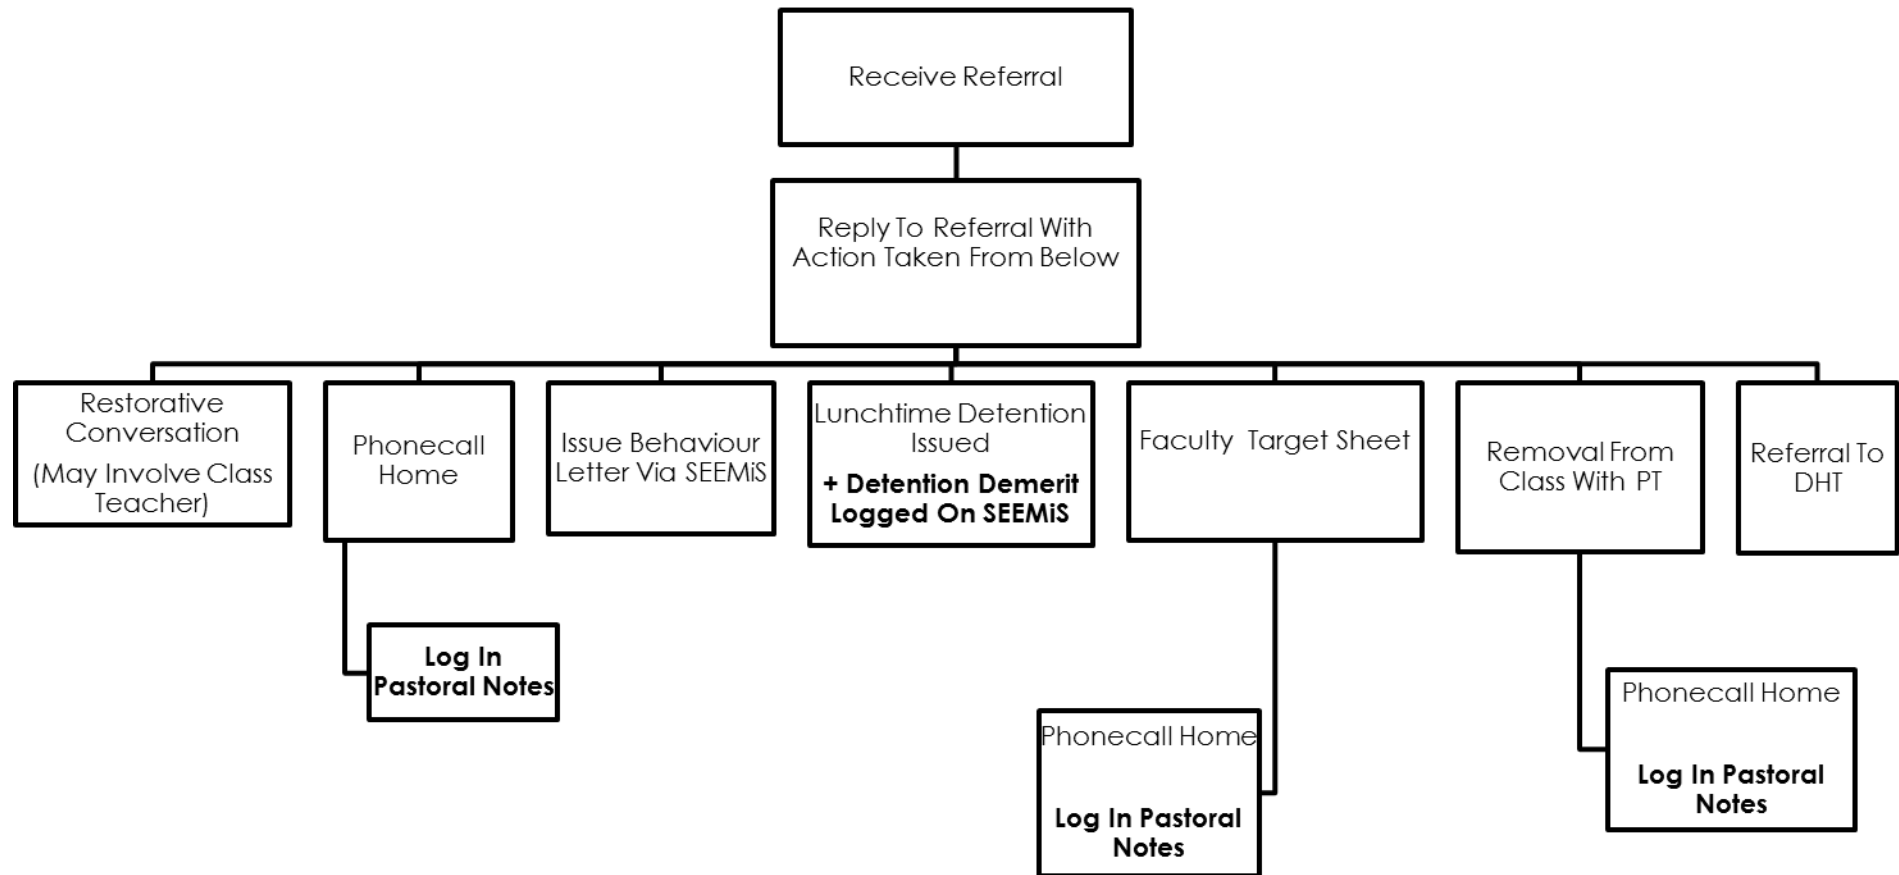 Receive Referral
Reply To Referral With
Action Taken From Below
Restorative
Conversation
(May Involve Class
Teacher)
Phonecall
Home
Issue Behaviour
Letter Via SEEMiS
Lunchtime Detention
Issued
+ Detention Demerit
Logged On SEEMiS
Faculty Target Sheet
Removal From
Class With PT
Referral To
DHT
Log In
Pastoral Notes
Phonecall Home
Log In Pastoral
Notes
Phonecall Home
Log In Pastoral
Notes